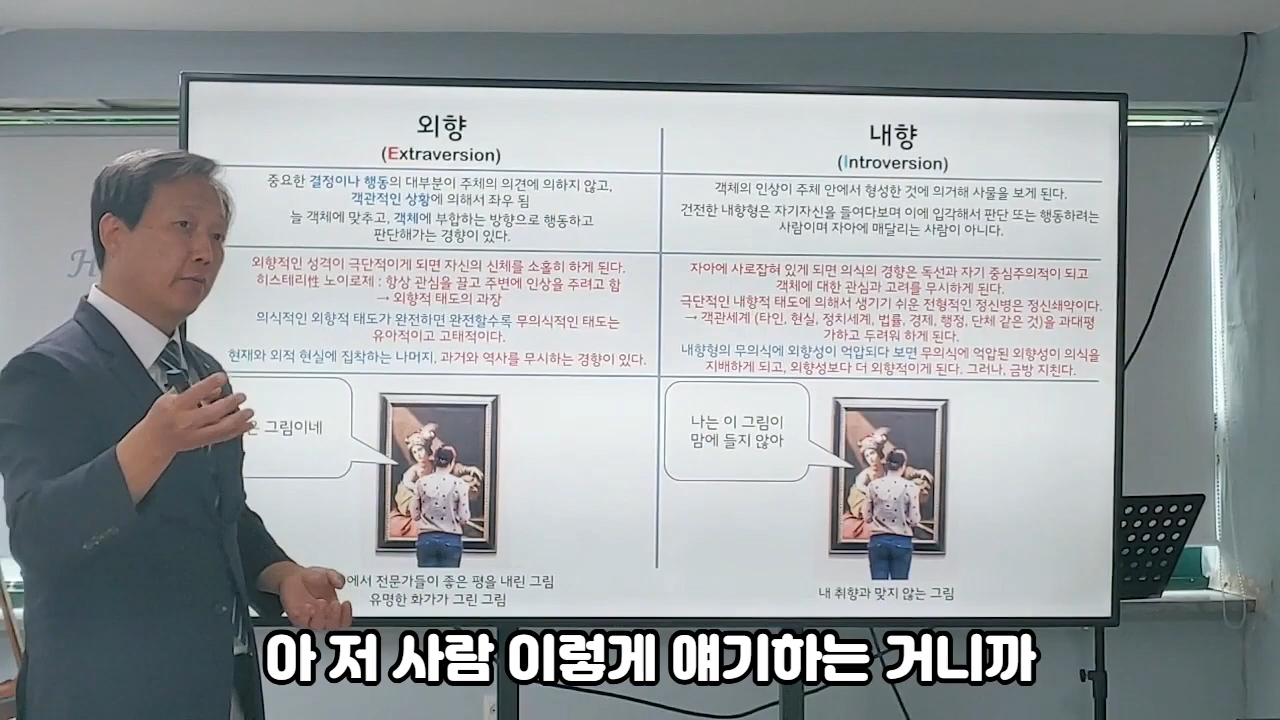 외향
(Extraversion)
중요한 결정이나 행동의 대부분이 주체의 의견에 의하지 않고,
객관적인 상황에 의해서 좌우 됨
늘 객체에 맞추고, 객체에 부합하는 방향으로 행동하고
판단해가는 경향이 있다.
외향적인 성격이 극단적이게 되면 자신의 신체를 소홀히 하게 된다.
히스테리性 노이로제 : 항상 관심을 끌고 주변에 인상을 주려고 함
→ 외향적 태도의 과장
의식적인 외향적 태도가 완전하면 완전할수록 무의식적인 태도는
유아적이고 고태적이다.
현재와 외적 현실에 집착하는 나머지, 과거와 역사를 무시하는 경향이 있다.
그림이네
에서 전문가들이 좋은 평을 내린 그림
유명한 화가가 그린 그림
내향
(Introversion)
객체의 인상이 주체 안에서 형성한 것에 의거해 사물을 보게 된다.
건전한 내향형은 자기자신을 들여다보며 이에 입각해서 판단 또는 행동하려는
사람이며 자아에 매달리는 사람이 아니다.
자아에 사로잡혀 있게 되면 의식의 경향은 독선과 자기 중심주의적이 되고
객체에 대한 관심과 고려를 무시하게 된다.
극단적인 내향적 태도에 의해서 생기기 쉬운 전형적인 정신병은 정신쇄약이다.
→ 객관세계 (타인, 현실, 정치세계, 법률, 경제, 행정, 단체 같은 것)을 과대평
가하고 두려워 하게 된다.
내향형의 무의식에 외향성이 억압되다 보면 무의식에 억압된 외향성이 의식을
지배하게 되고, 외향성보다 더 외향적이게 된다. 그러나, 금방 지친다.
나는 이 그림이
맘에 들지 않아
내 취향과 맞지 않는 그림
아 저 사람 이렇게 얘기하는 거니까